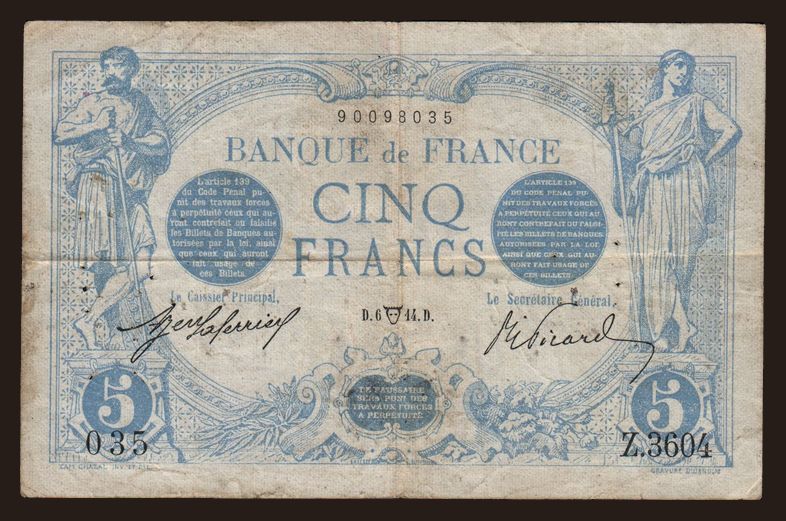 90098035
BANQUE de FRANCE
CINQ
FRANCS
L'article 139
du Code Pénal pu-
nit des travaux forcés
à perpétuité ceux qui au-
ront contrefait ou falsifié
les Billets de Banques au-
torisées par la loi, ainsi
que ceux qui auront
fait usage de
ces Billets.
L'ARTICLE 139
DU CODE PÉNAL PU-
NIT DES TRAVAUX FORCÉS
À PERPÉTUITÉ CEUX QUI AU-
RONT CONTREFAIT OU FALSI-
FIÉ LES BILLETS DE BANQUES
AUTORISÉES PAR LA LOI,
AINSI QUE CEUX QUI AU-
RONT FAIT USAGE DE
CES BILLETS.
Le Caissier Principal,
Le Secrétaire Général,
D.6 14.D.
Picard
LE FAUSSAIRE
SERA PUNI DES
TRAVAUX FORCÉS
À PERPÉTUITÉ
5
5
035
Z.3604